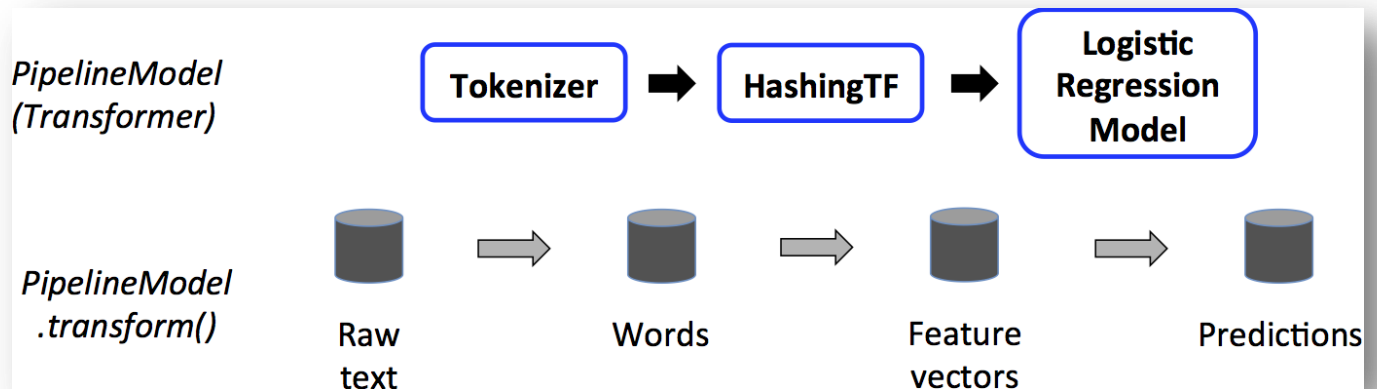 PipelineModel
(Transformer)
Tokenizer
HashingTF
Logistic
Regression
Model
PipelineModel
.transform()
Raw
text
Words
Feature
vectors
Predictions